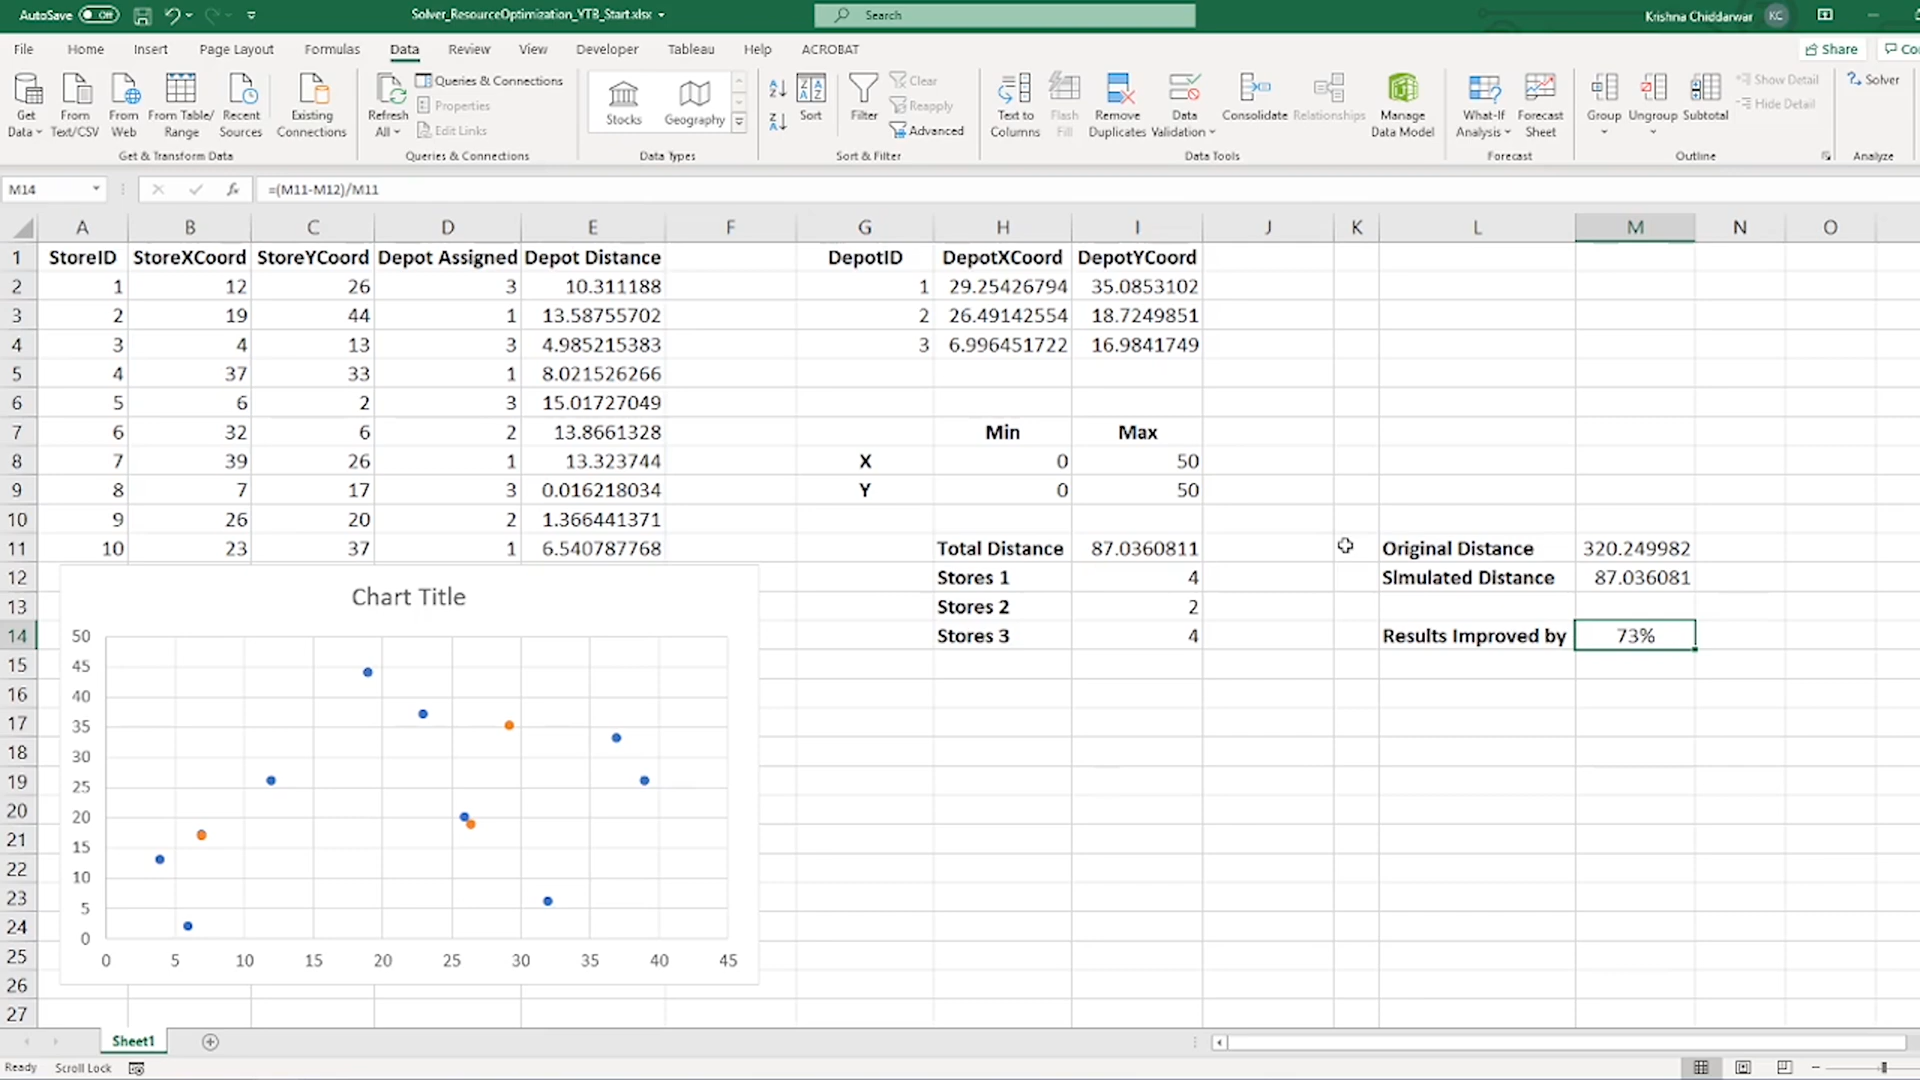 AutoSave Off Solver_ResourceOptimization_YTB_Start.xlsx Search Krishna Chiddarwar KC
File Home Insert Page Layout Formulas Data Review View Developer Tableau Help ACROBAT Share Co
Get Data From Text/CSV From Web From Table/ Range Recent Sources Existing Connections
Refresh All Queries & Connections Properties Edit Links
Stocks Geography
Sort Filter Clear Reapply Advanced
Text to Columns Flash Fill Remove Duplicates Data Validation Consolidate Relationships Manage Data Model
What-If Analysis Forecast Sheet
Group Ungroup Subtotal Show Detail Hide Detail Solver
Get & Transform Data Queries & Connections Data Types Sort & Filter Data Tools Forecast Outline Analyze
M14 fx =(M11-M12)/M11
A B C D E F G H I J K L M N O
1 StoreID StoreXCoord StoreYCoord Depot Assigned Depot Distance DepotID DepotXCoord DepotYCoord
2 1 12 26 3 10.311188 1 29.25426794 35.0853102
3 2 19 44 1 13.58755702 2 26.49142554 18.7249851
4 3 4 13 3 4.985215383 3 6.996451722 16.9841749
5 4 37 33 1 8.021526266
6 5 6 2 3 15.01727049
7 6 32 6 2 13.8661328 Min Max
8 7 39 26 1 13.323744 X 0 50
9 8 7 17 3 0.016218034 Y 0 50
10 9 26 20 2 1.366441371
11 10 23 37 1 6.540787768 Total Distance 87.0360811 Original Distance 320.249982
12 Stores 1 4 SImulated Distance 87.036081
13 Stores 2 2
14 Stores 3 4 Results Improved by 73%
15
16
17
18
19
20
21
22
23
24
25
26
27
Chart Title
50
45
40
35
30
25
20
15
10
5
0
0 5 10 15 20 25 30 35 40 45
Sheet1
Ready Scroll Lock